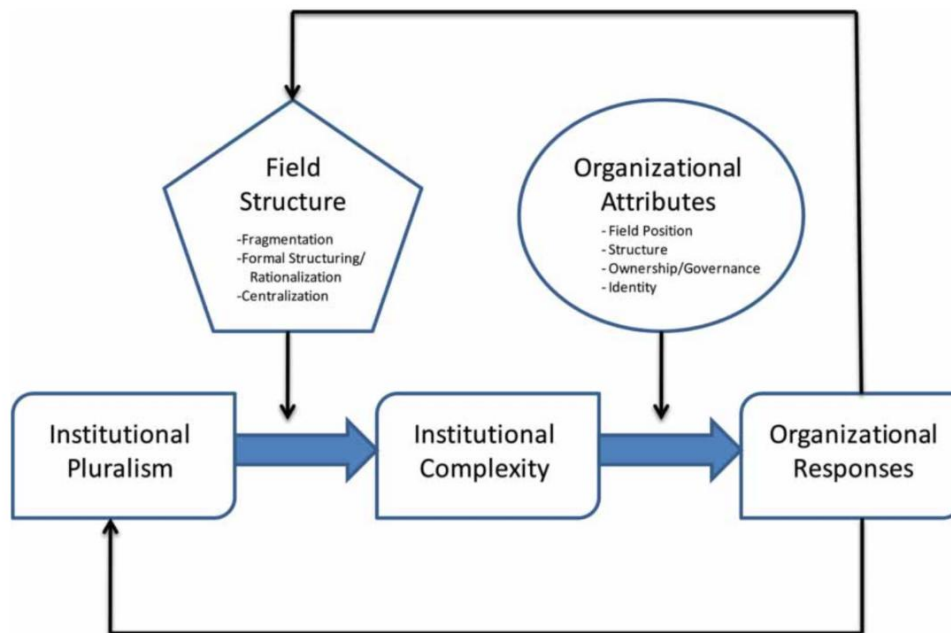 Field
Structure
-Fragmentation
-Formal Structuring/
Rationalization
-Centralization
Organizational
Attributes
- Field Position
- Structure
- Ownership/Governance
- Identity
Institutional
Pluralism
Institutional
Complexity
Organizational
Responses